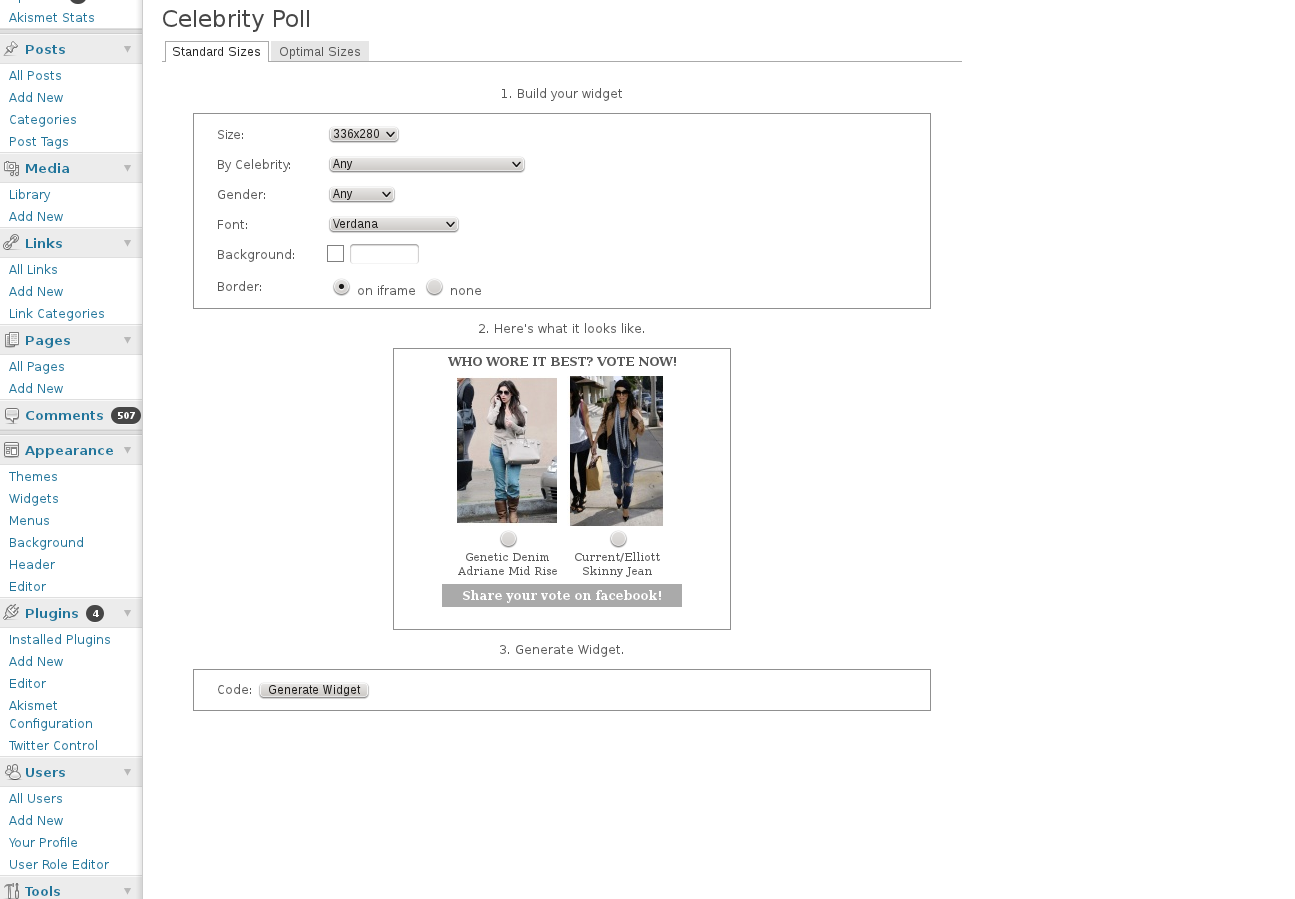 Akismet Stats
Posts
All Posts
Add New
Categories
Post Tags
Media
Library
Add New
Links
All Links
Add New
Link Categories
Pages
All Pages
Add New
Comments 507
Appearance
Themes
Widgets
Menus
Background
Header
Editor
Plugins 4
Installed Plugins
Add New
Editor
Akismet
Configuration
Twitter Control
Users
All Users
Add New
Your Profile
User Role Editor
Tools
Celebrity Poll
Standard Sizes Optimal Sizes
1. Build your widget
Size: 336x280
By Celebrity: Any
Gender: Any
Font: Verdana
Background:
Border: on iframe none
2. Here's what it looks like.
WHO WORE IT BEST? VOTE NOW!
Genetic Denim
Adriane Mid Rise
Current/Elliott
Skinny Jean
Share your vote on facebook!
3. Generate Widget.
Code: Generate Widget